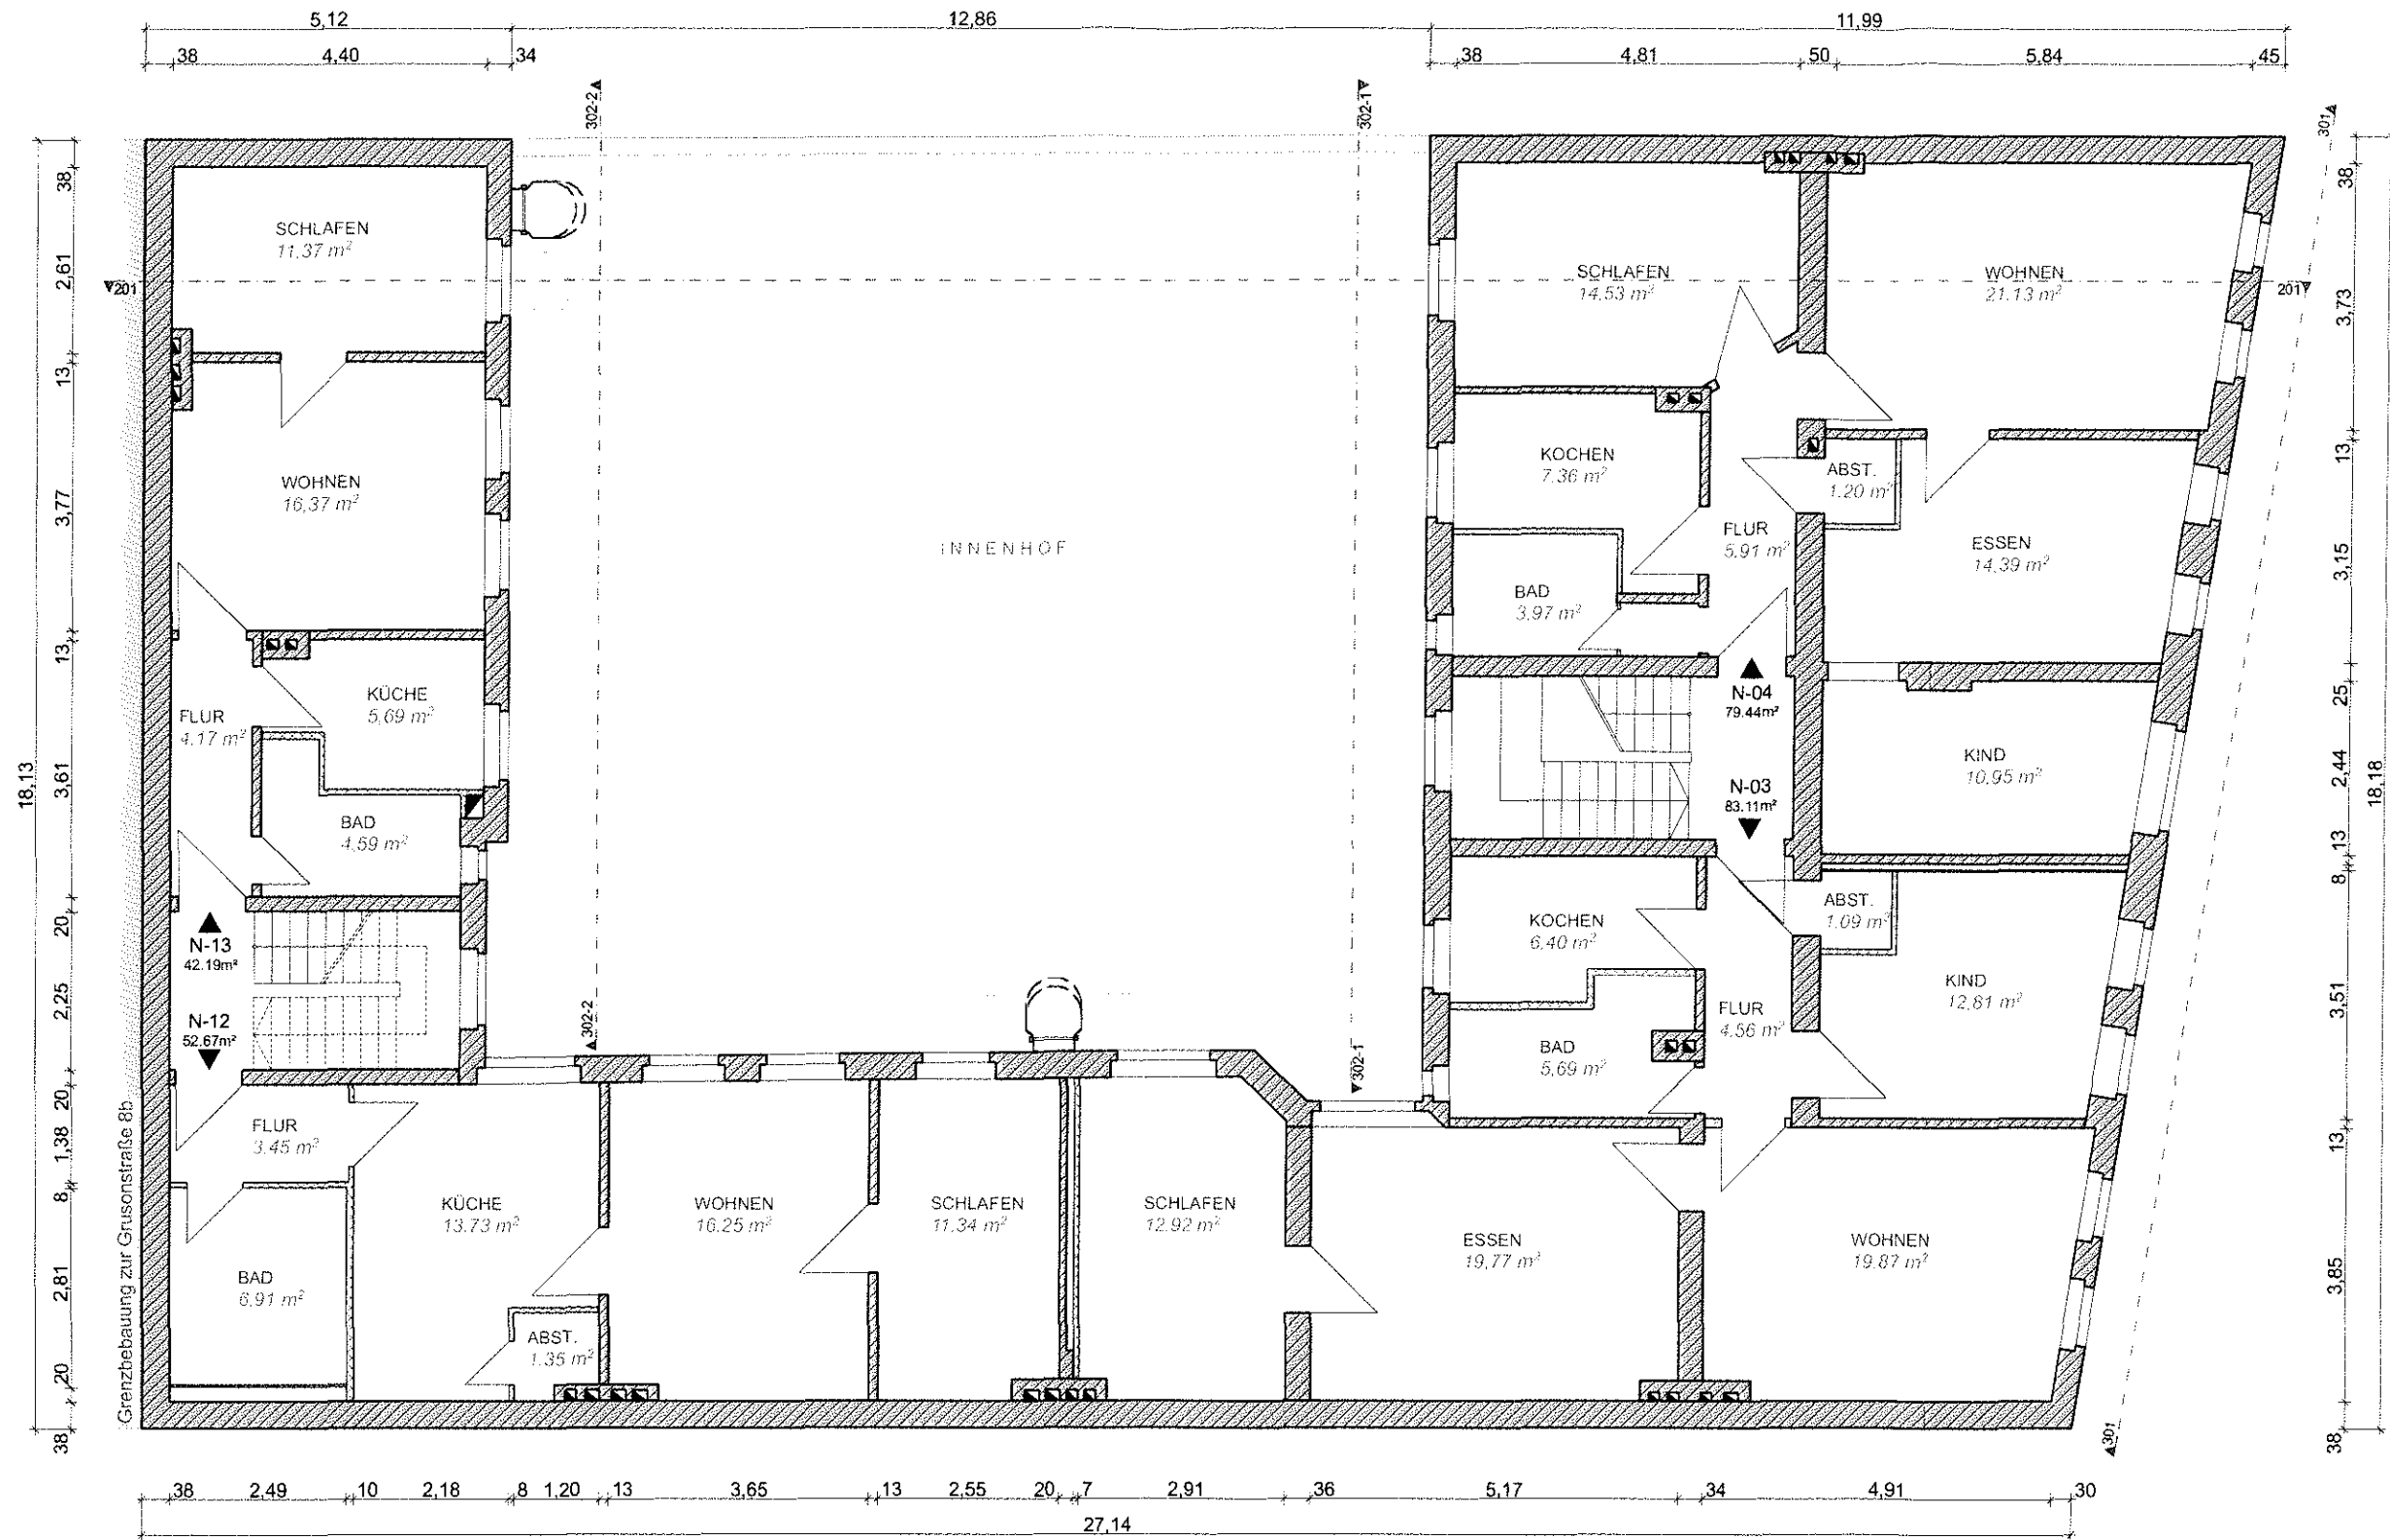 5,12 12,86 11,99
38 4,40 34 38 4,81 50 5,84 45
302-2
302-1
301
SCHLAFEN
11,37 m²
201
SCHLAFEN
14,53 m²
WOHNEN
21.13 m²
201
WOHNEN
16,37 m²
KOCHEN
7.36 m²
ABST.
1.20 m²
INNENHOF
FLUR
5.91 m²
ESSEN
14,39 m²
BAD
3.97 m²
KÜCHE
5,69 m²
FLUR
4.17 m²
N-04
79.44m²
KIND
10,95 m²
N-03
83.11m²
BAD
4,59 m²
ABST.
1.09 m²
KOCHEN
6,40 m²
N-13
42.19m²
KIND
12,81 m²
N-12
52.67m²
FLUR
4.56 m²
BAD
5,69 m²
302-2
302-1
FLUR
3.45 m²
KÜCHE
13.73 m²
WOHNEN
16.25 m²
SCHLAFEN
11.34 m²
SCHLAFEN
12.92 m²
ESSEN
19,77 m²
WOHNEN
19.87 m²
BAD
6,91 m²
ABST.
1.35 m²
Grenzbebauung zur Grusonstraße 8b
301
18,13
38
2,61
13
3,77
13
3,61
20
2,25
20
1,38
8
2,81
20
38
38
3,73
13
3,15
25
2,44
13
8
3,51
13
3,85
38
18,18
38 2,49 10 2,18 8 1,20 13 3,65 13 2,55 20 7 2,91 36 5,17 34 4,91 30
27,14